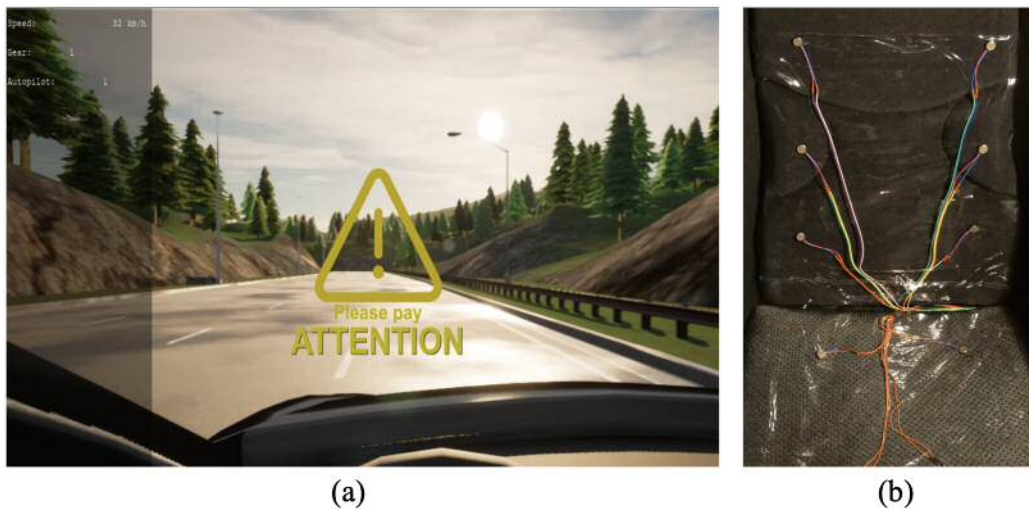 Speed: 32 km/h
Gear: 1
Autopilot: 1
Please pay
ATTENTION
(a)
(b)